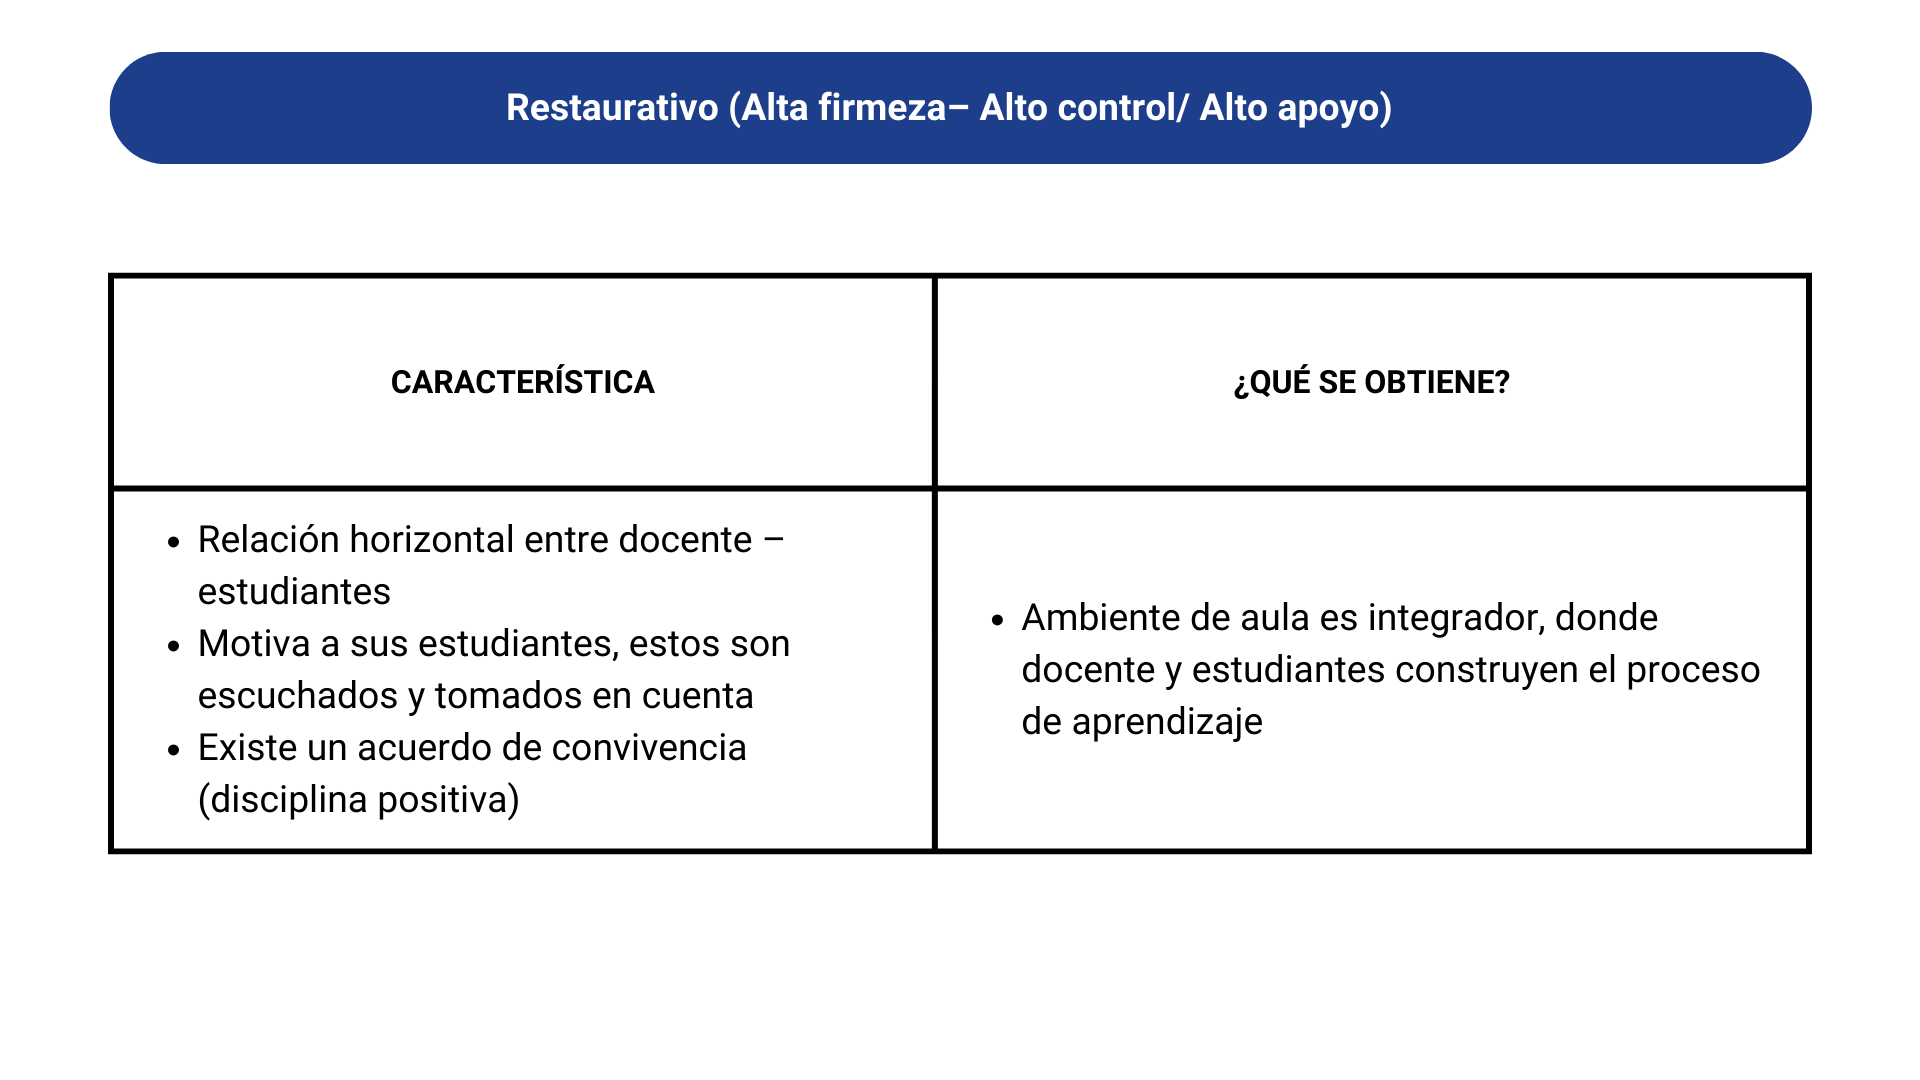 Restaurativo (Alta firmeza– Alto control/ Alto apoyo)
CARACTERÍSTICA
¿QUÉ SE OBTIENE?
• Relación horizontal entre docente –
estudiantes
• Motiva a sus estudiantes, estos son
escuchados y tomados en cuenta
• Existe un acuerdo de convivencia
(disciplina positiva)
• Ambiente de aula es integrador, donde
docente y estudiantes construyen el proceso
de aprendizaje